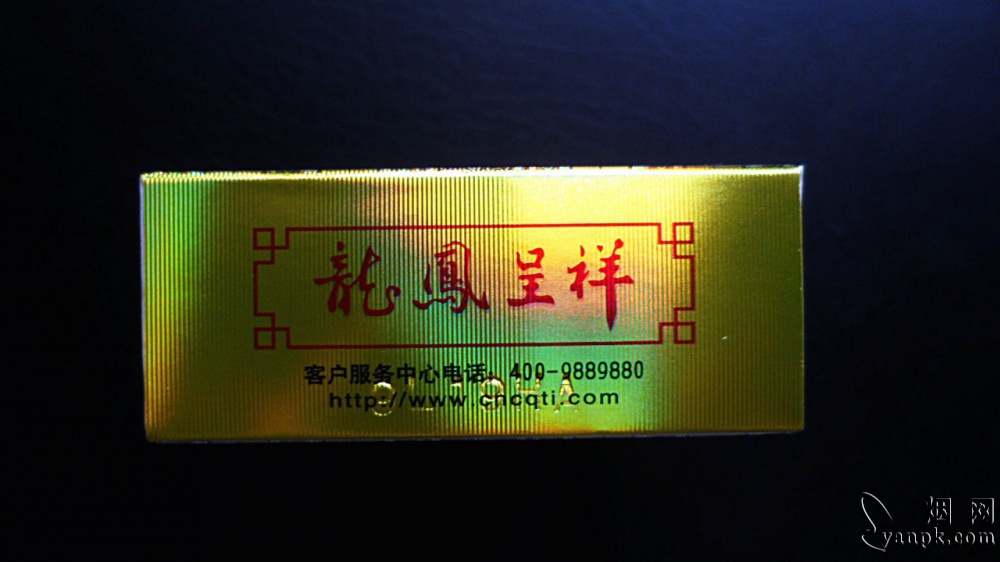 龍鳳呈祥
客户服务中心电话：400-9889880
http://www.cncqti.com
烟网
yanpk.com